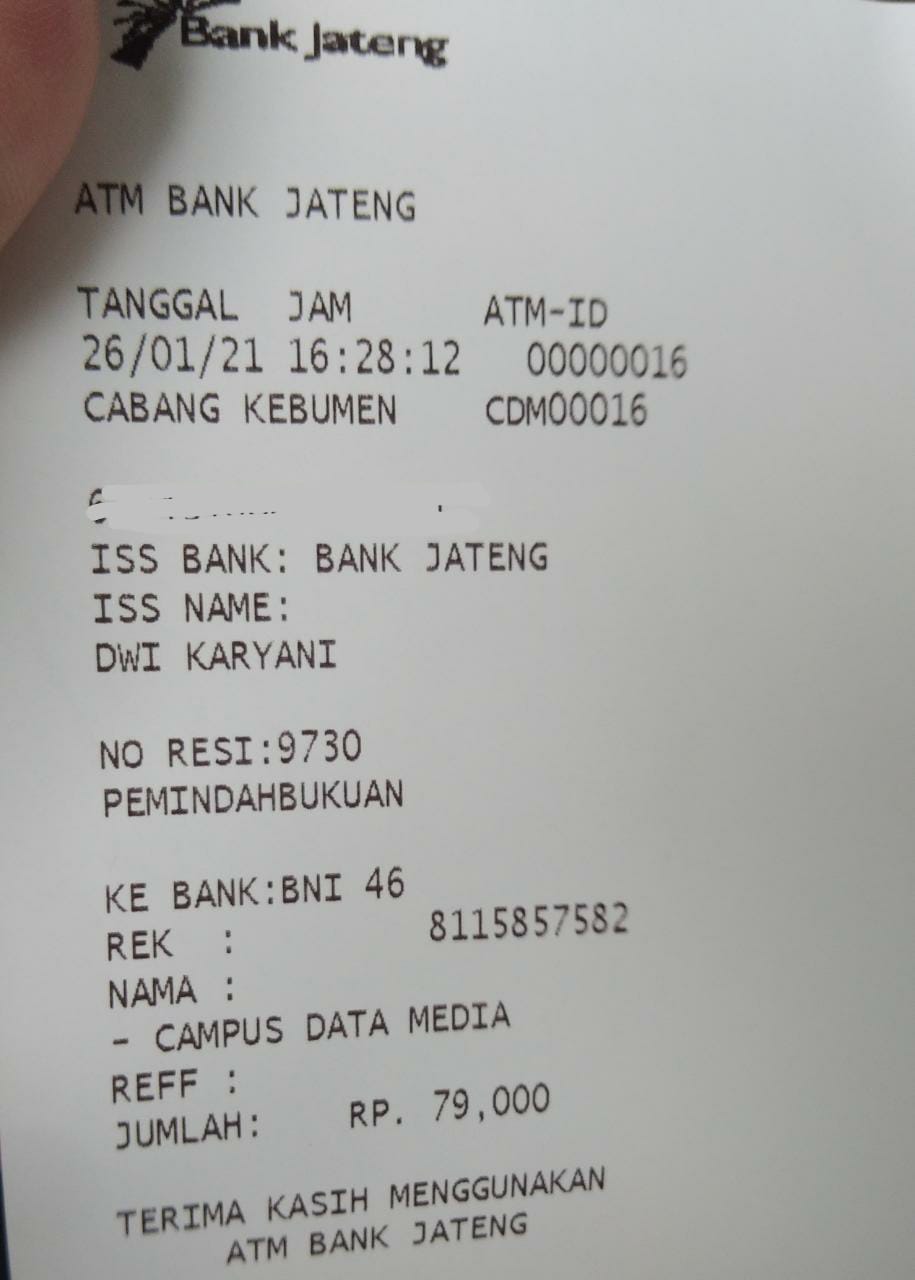 Bank Jateng
ATM BANK JATENG
TANGGAL JAM ATM-ID
26/01/21 16:28:12 00000016
CABANG KEBUMEN CDM00016
ISS BANK: BANK JATENG
ISS NAME:
DWI KARYANI
NO RESI:9730
PEMINDAHBUKUAN
KE BANK:BNI 46
REK : 8115857582
NAMA :
- CAMPUS DATA MEDIA
REFF :
JUMLAH: RP. 79,000
TERIMA KASIH MENGGUNAKAN
ATM BANK JATENG